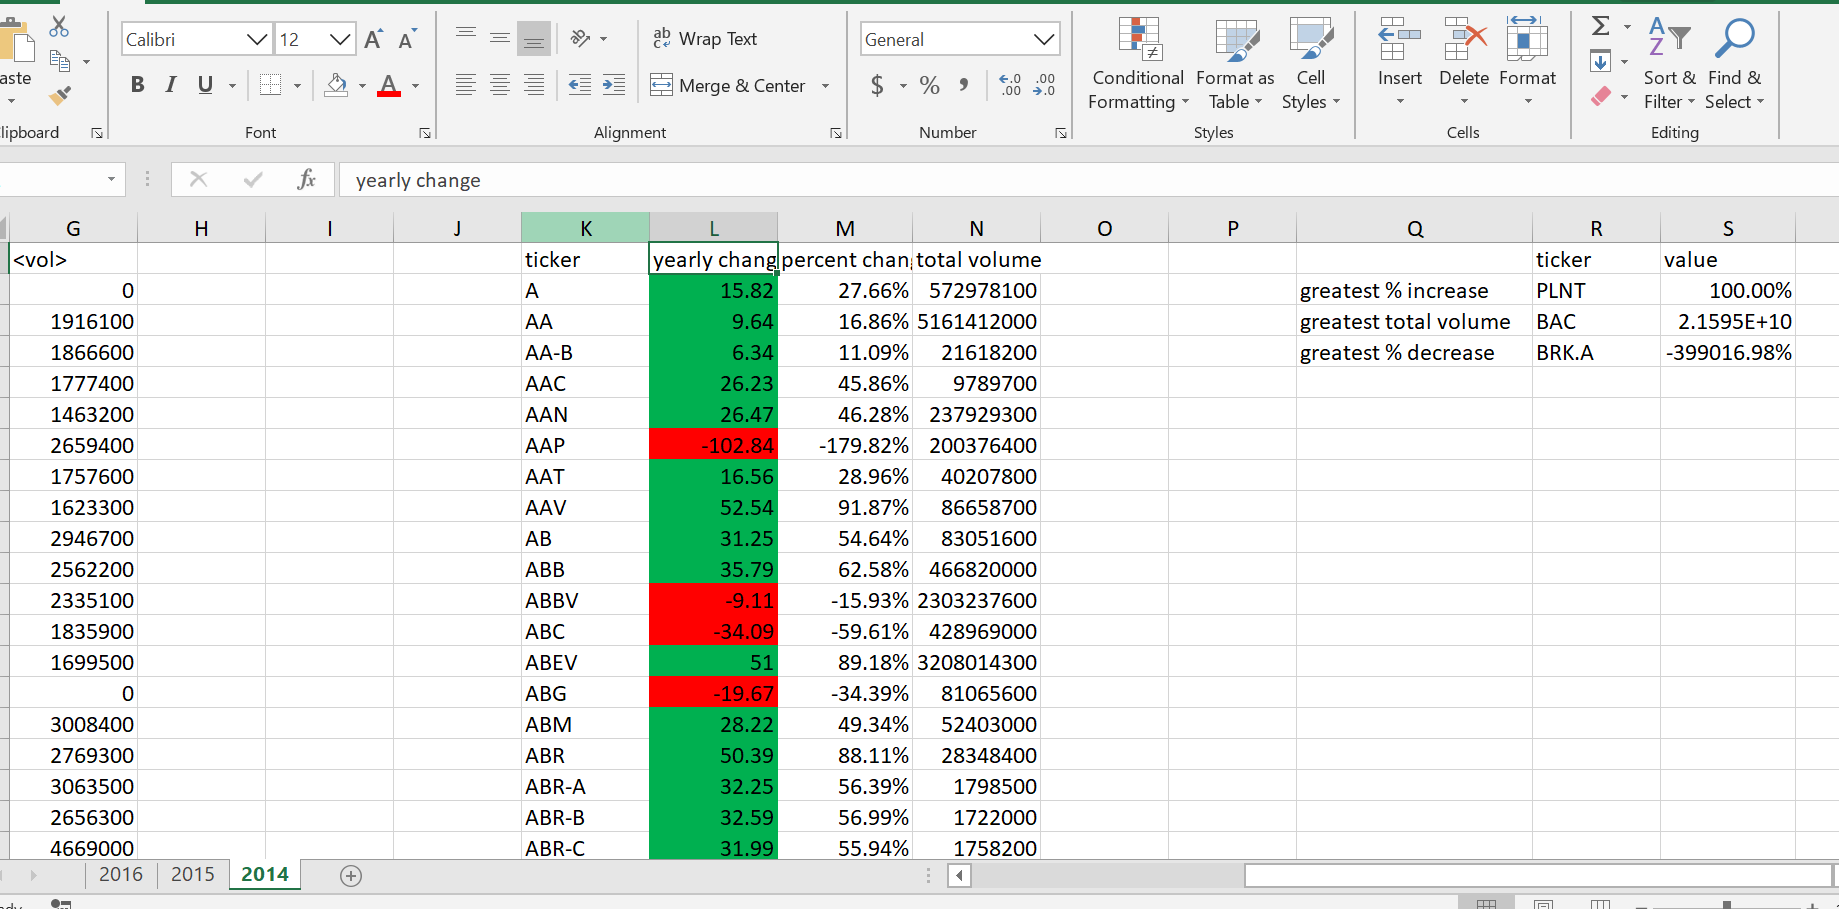 Calibri 12 Wrap Text General
aste B I U Merge & Center $ % Conditional Formatting Format as Table Cell Styles Insert Delete Format Sort & Filter Find & Select
lipboard Font Alignment Number Styles Cells Editing
fx yearly change
G H I J K L M N O P Q R S
<vol> ticker yearly chang percent chan total volume ticker value
0 A 15.82 27.66% 572978100 greatest % increase PLNT 100.00%
1916100 AA 9.64 16.86% 5161412000 greatest total volume BAC 2.1595E+10
1866600 AA-B 6.34 11.09% 21618200 greatest % decrease BRK.A -399016.98%
1777400 AAC 26.23 45.86% 9789700
1463200 AAN 26.47 46.28% 237929300
2659400 AAP -102.84 -179.82% 200376400
1757600 AAT 16.56 28.96% 40207800
1623300 AAV 52.54 91.87% 86658700
2946700 AB 31.25 54.64% 83051600
2562200 ABB 35.79 62.58% 466820000
2335100 ABBV -9.11 -15.93% 2303237600
1835900 ABC -34.09 -59.61% 428969000
1699500 ABEV 51 89.18% 3208014300
0 ABG -19.67 -34.39% 81065600
3008400 ABM 28.22 49.34% 52403000
2769300 ABR 50.39 88.11% 28348400
3063500 ABR-A 32.25 56.39% 1798500
2656300 ABR-B 32.59 56.99% 1722000
4669000 ABR-C 31.99 55.94% 1758200
2016 2015 2014